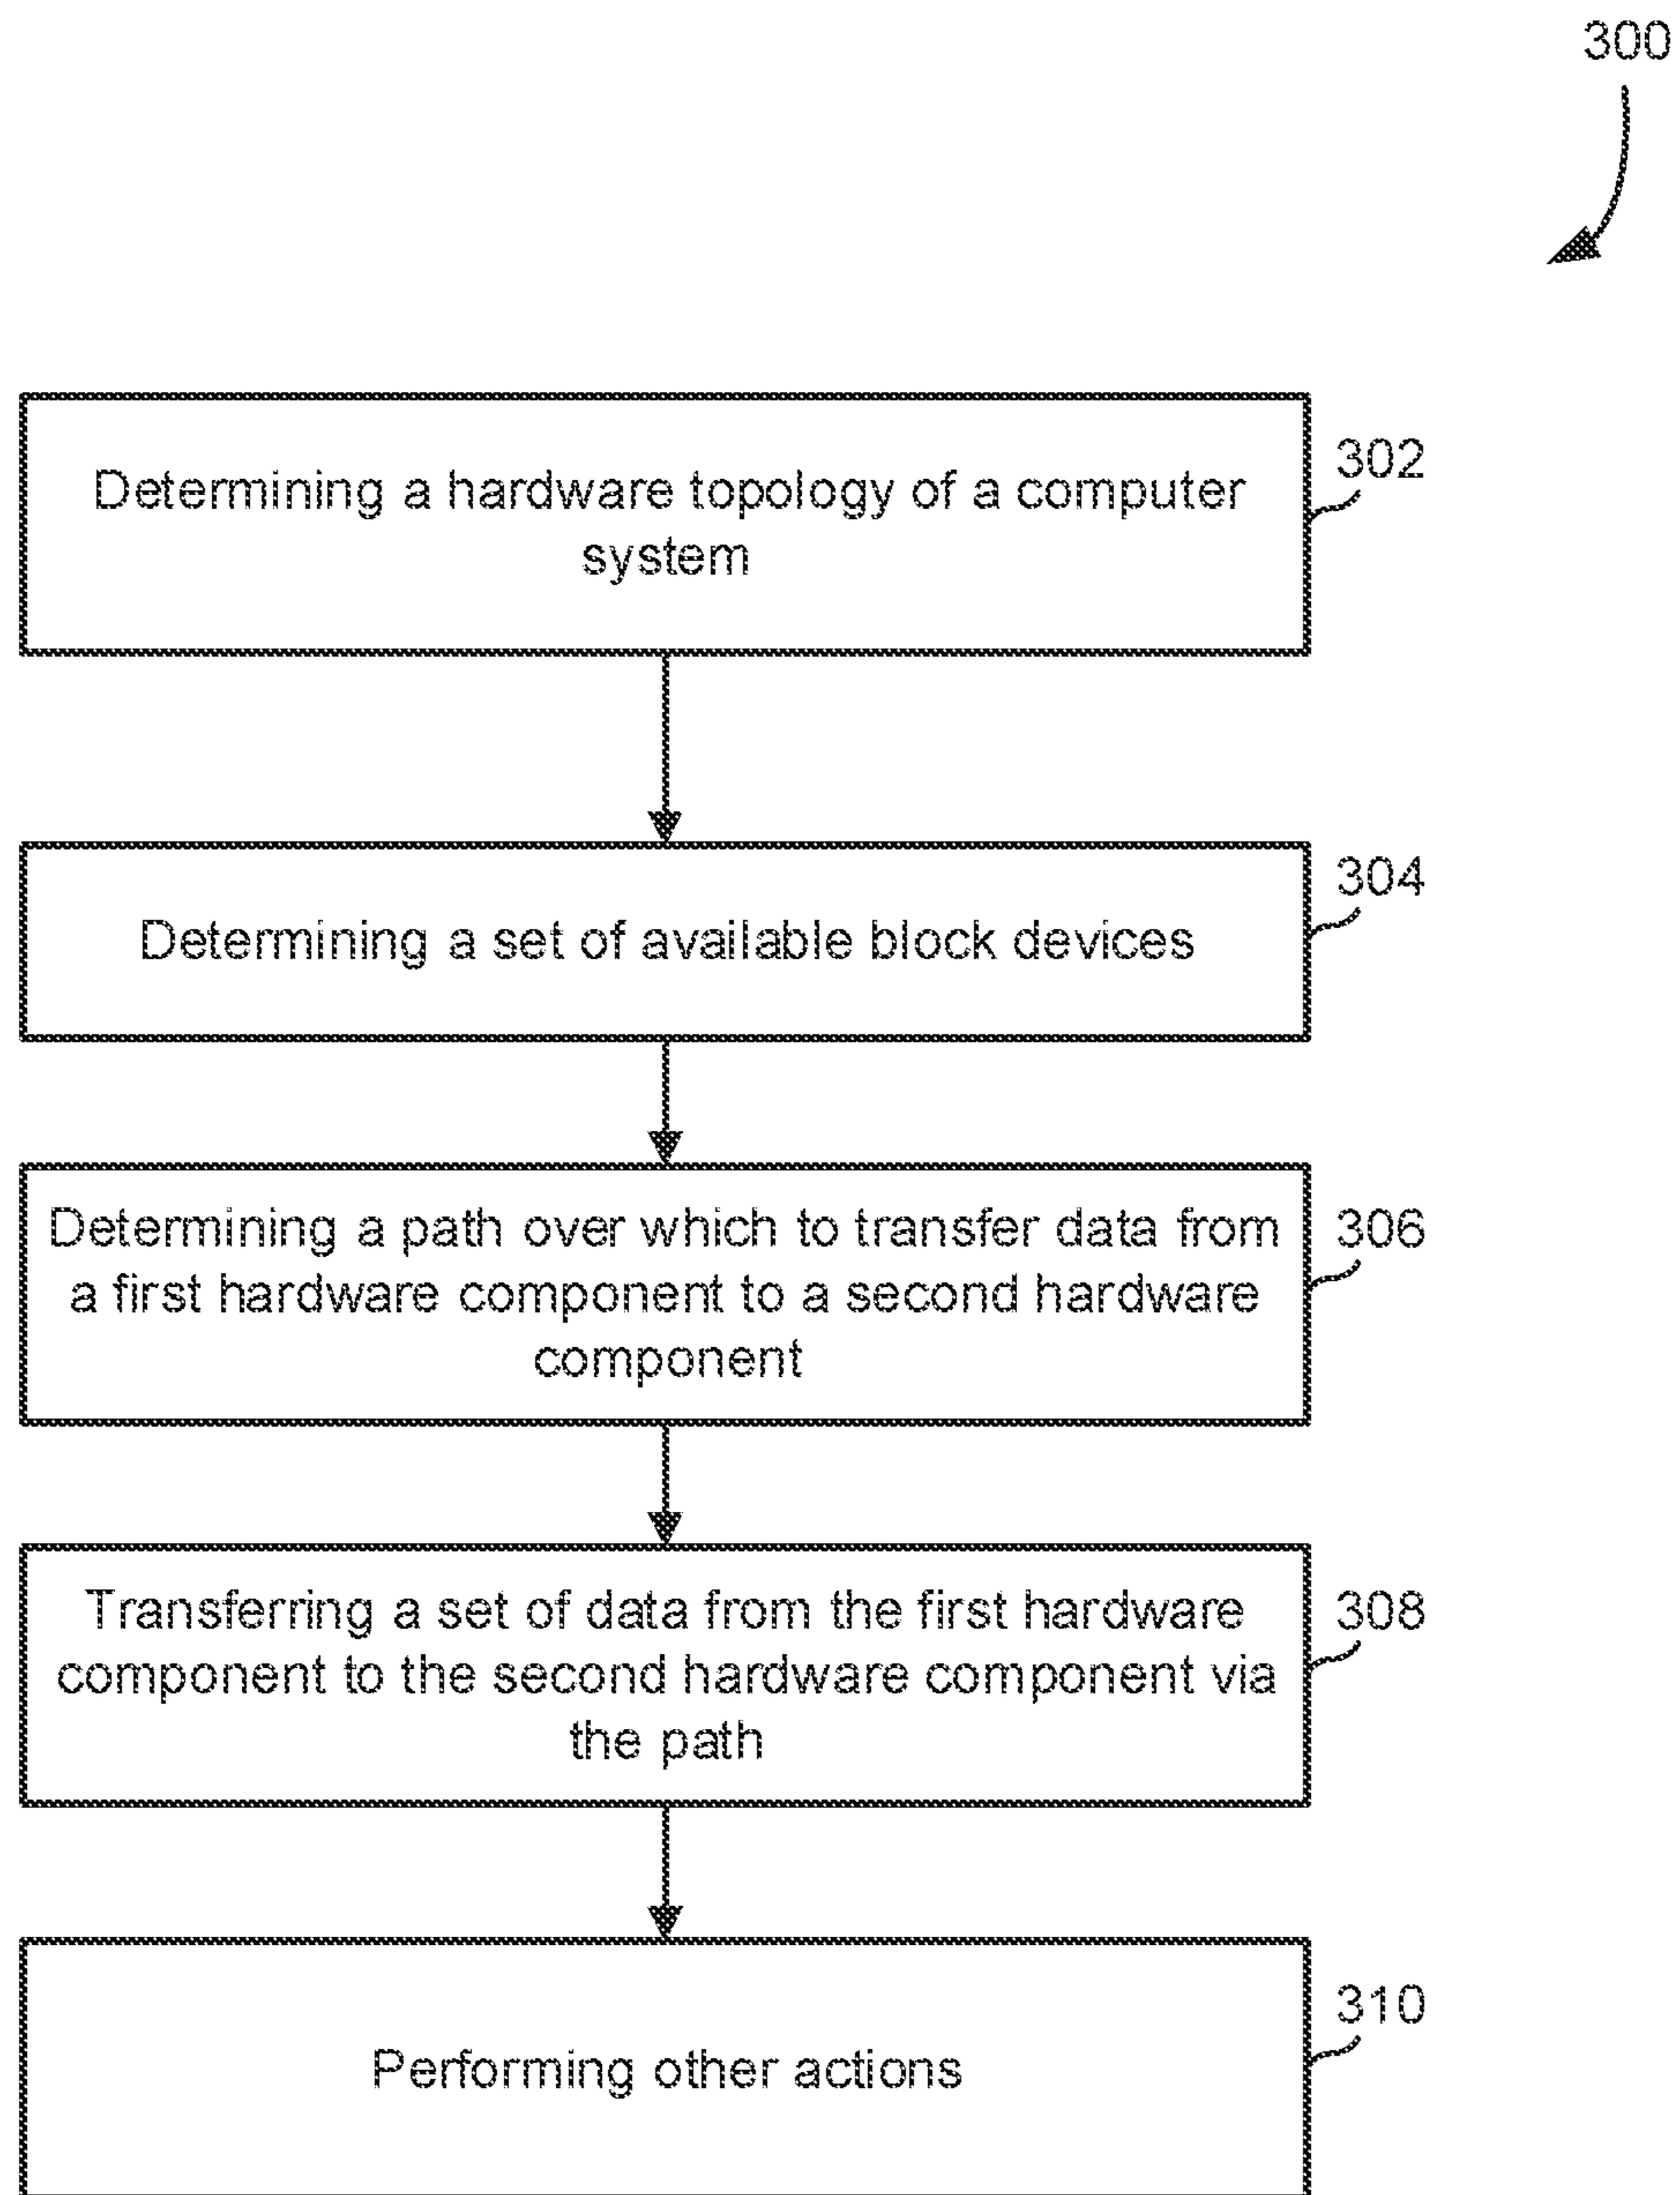 300
Determining a hardware topology of a computer
system
302
Determining a set of available block devices
304
Determining a path over which to transfer data from
a first hardware component to a second hardware
component
306
Transferring a set of data from the first hardware
component to the second hardware component via
the path
308
Performing other actions
310